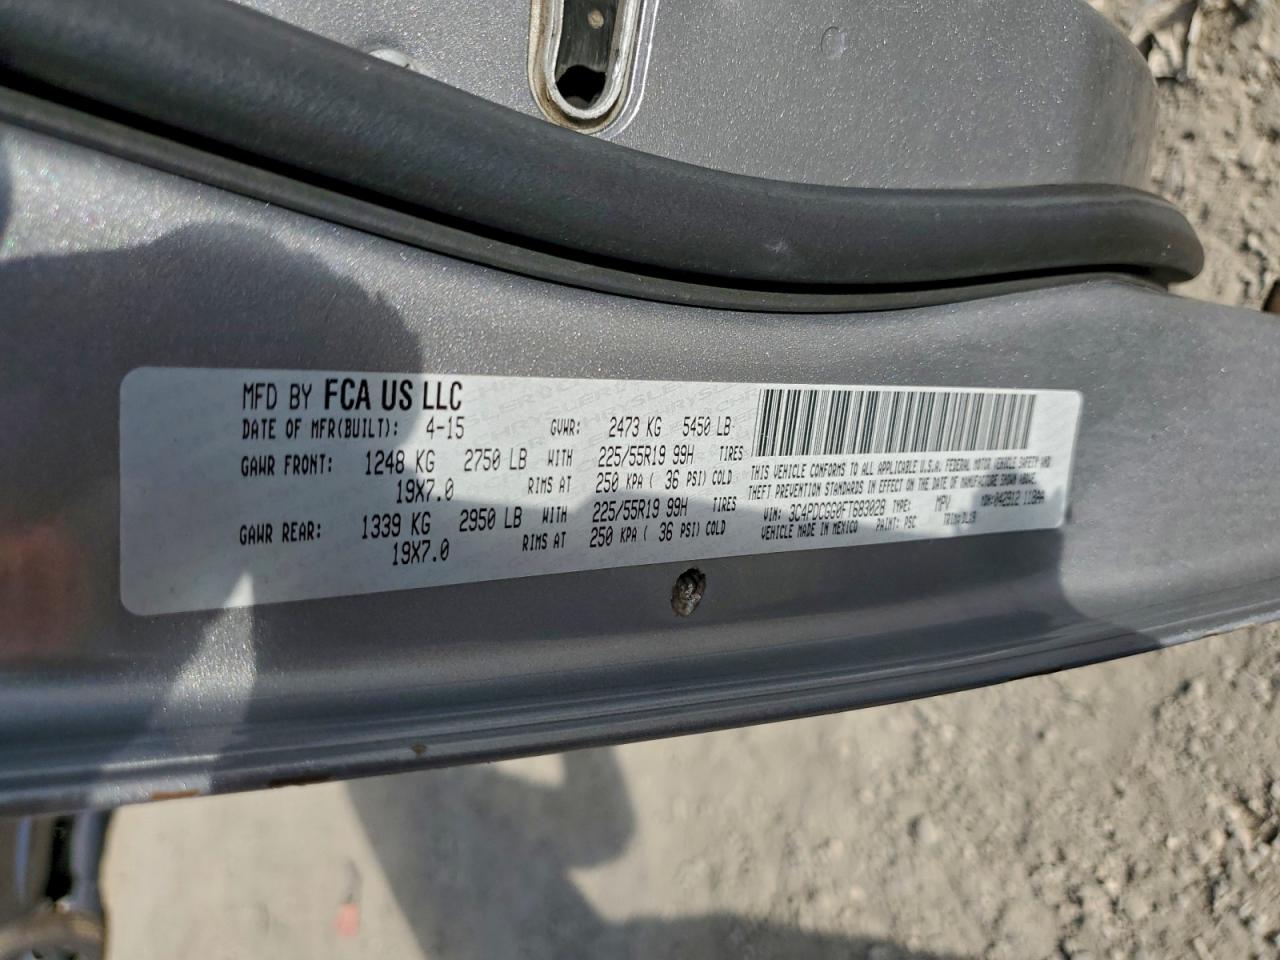 MFD BY FCA US LLC
DATE OF MFR(BUILT): 4-15 GVWR: 2473 KG 5450 LB
GAWR FRONT: 1248 KG 2750 LB WITH 225/55R19 99H TIRES
19X7.0 RIMS AT 250 KPA ( 36 PSI) COLD
GAWR REAR: 1339 KG 2950 LB WITH 225/55R19 99H TIRES
19X7.0 RIMS AT 250 KPA ( 36 PSI) COLD
THIS VEHICLE CONFORMS TO ALL APPLICABLE U.S.A. FEDERAL MOTOR VEHICLE SAFETY AND
THEFT PREVENTION STANDARDS IN EFFECT ON THE DATE OF MANUFACTURE SHOWN ABOVE.
VIN: 3C4PDCGG0FT683028 TYPE: MPV MDH:042912
VEHICLE MADE IN MEXICO PAINT: PSC